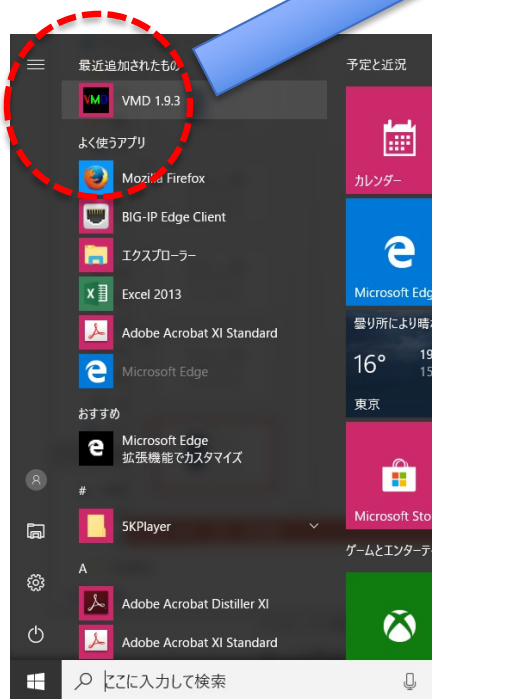 最近追加されたもの
VMD
VMD 1.9.3
よく使うアプリ
Mozilla Firefox
BIG-IP Edge Client
エクスプローラー
Excel 2013
Adobe Acrobat XI Standard
Microsoft Edge
おすすめ
Microsoft Edge
拡張機能でカスタマイズ
#
5KPlayer
A
Adobe Acrobat Distiller XI
Adobe Acrobat XI Standard
ここに入力して検索
予定と近況
カレンダー
Microsoft Edg
曇り所により晴
16°
19
15
東京
Microsoft Sto
ゲームとエンターテ